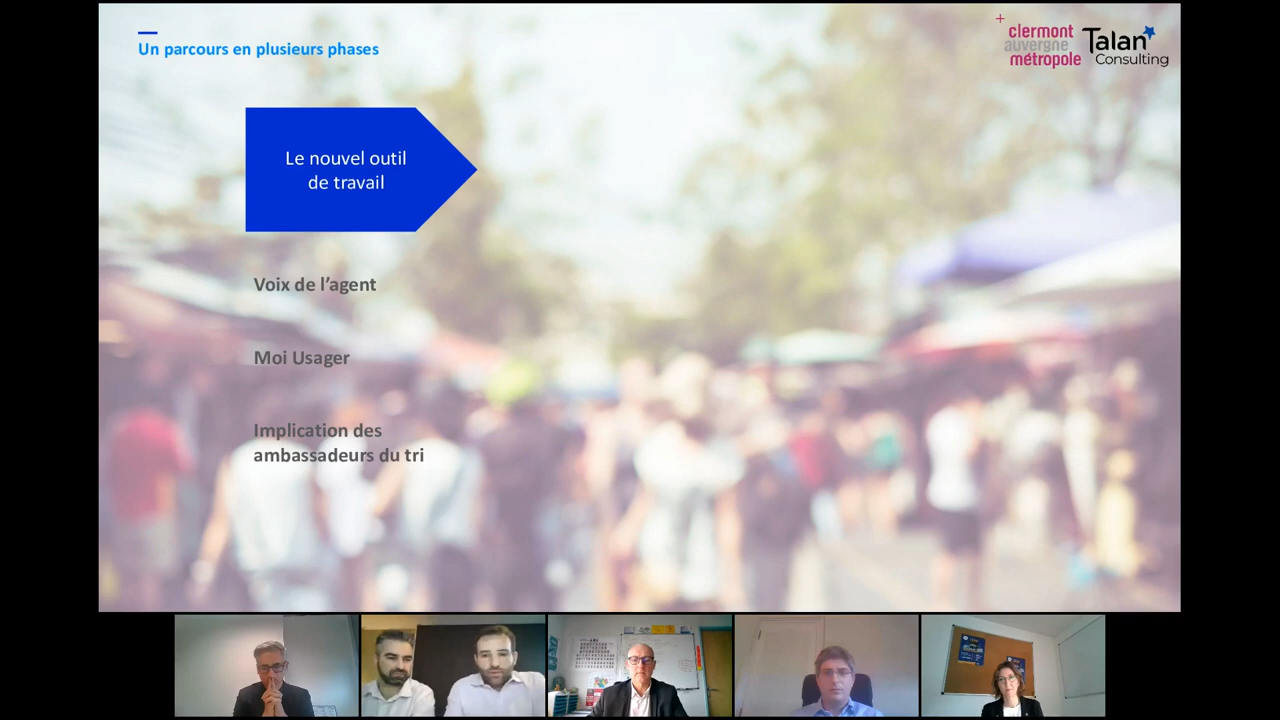 Un parcours en plusieurs phases
clermont
auvergne
métropole
Talan
Consulting
Le nouvel outil
de travail
Voix de l’agent
Moi Usager
Implication des
ambassadeurs du tri